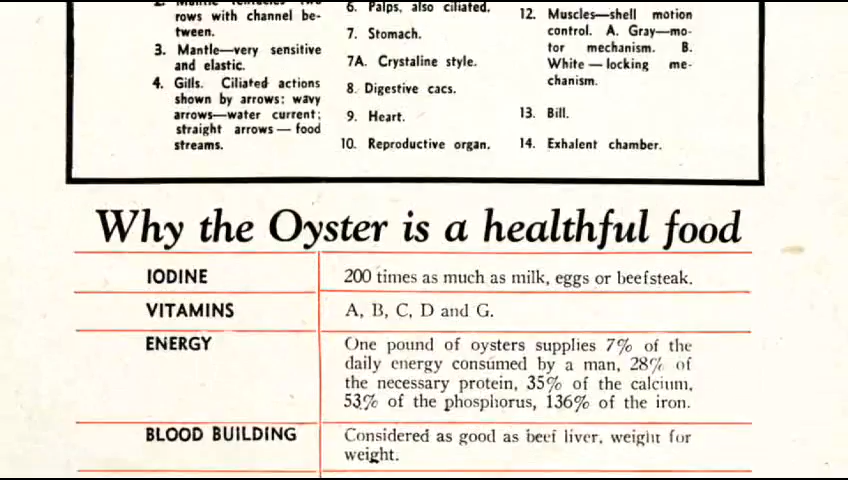 2. Mantle tentacles two
rows with channel be-
tween.
3. Mantle—very sensitive
and elastic.
4. Gills. Ciliated actions
shown by arrows: wavy
arrows—water current;
straight arrows — food
streams.
6. Palps, also ciliated.
7. Stomach.
7A. Crystaline style.
8. Digestive cacs.
9. Heart.
10. Reproductive organ.
12. Muscles—shell motion
control. A. Gray—mo-
tor mechanism. B.
White — locking me-
chanism.
13. Bill.
14. Exhalent chamber.
Why the Oyster is a healthful food
IODINE
200 times as much as milk, eggs or beefsteak.
VITAMINS
A, B, C, D and G.
ENERGY
One pound of oysters supplies 7% of the
daily energy consumed by a man, 28% of
the necessary protein, 35% of the calcium,
53% of the phosphorus, 136% of the iron.
BLOOD BUILDING
Considered as good as beef liver, weight for
weight.